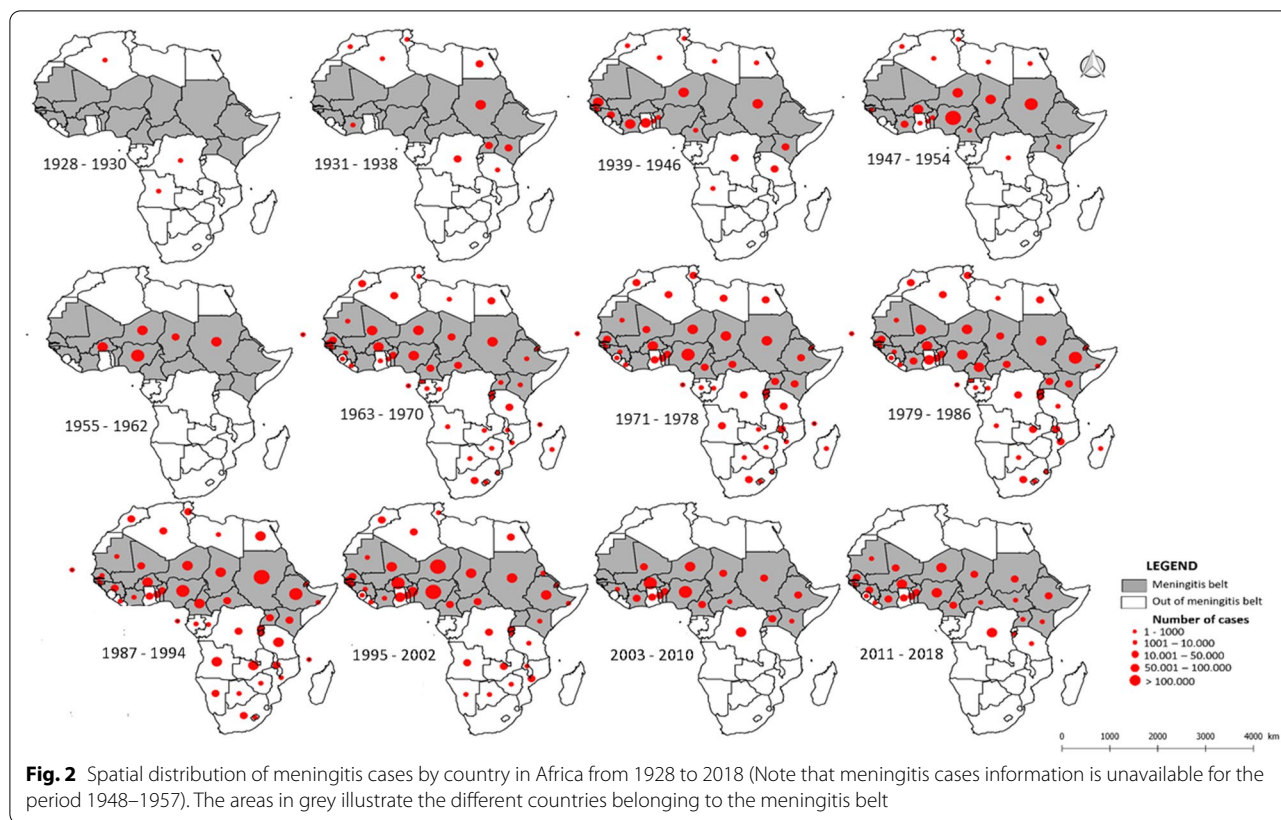 1928 - 1930
1931 - 1938
1939 - 1946
1947 - 1954
1955 - 1962
1963 - 1970
1971 - 1978
1979 - 1986
1987 - 1994
1995 - 2002
2003 - 2010
2011 - 2018
LEGEND
Meningitis belt
Out of meningitis belt
Number of cases
1 - 1000
1001 – 10.000
10.001 – 50.000
50.001 – 100.000
> 100.000
0 1000 2000 3000 4000 km
Fig. 2 Spatial distribution of meningitis cases by country in Africa from 1928 to 2018 (Note that meningitis cases information is unavailable for the
period 1948–1957). The areas in grey illustrate the different countries belonging to the meningitis belt